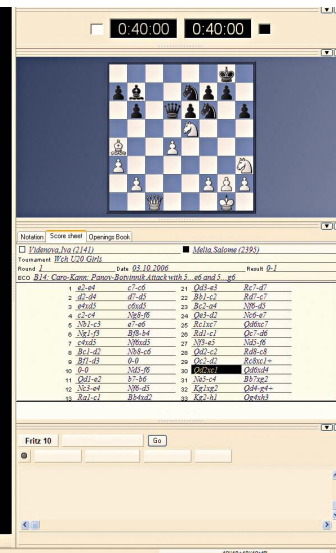 0:40:00 0:40:00
Notation Score sheet Openings Book
Videnova,Iva (2141) Melia,Salome (2395)
Tournament Wch U20 Girls
Round 1 Date 03.10.2006 Result 0-1
ECO B14: Caro-Kann: Panov-Botvinnik Attack with 5...e6 and 5...g6
1 e2-e4 c7-c6 21 Qd3-e3 Rc7-d7
2 d2-d4 d7-d5 22 Bb1-c2 Rd7-c7
3 e4xd5 c6xd5 23 Bc2-a4 Nf6-d5
4 c2-c4 Ng8-f6 24 Qe3-d2 Nc6-e7
5 Nb1-c3 e7-e6 25 Rc1xc7 Qd6xc7
6 Ng1-f3 Bf8-b4 26 Rd1-c1 Qc7-d6
7 c4xd5 Nf6xd5 27 Nf3-e5 Nd5-f6
8 Bc1-d2 Nb8-c6 28 Qd2-c2 Rd8-c8
9 Bf1-d3 0-0 29 Qc2-d2 Rc8xc1+
10 0-0 Nd5-f6 30 Qd2xc1 Qd6xd4
11 Qd1-e2 b7-b6 31 Ne5-c4 Bb7xg2
12 Nc3-e4 Nf6-d5 32 Kg1xg2 Qd4-g4+
13 Ra1-c1 Bb4xd2 33 Kg2-h1 Qg4xh3
Fritz 10 Go